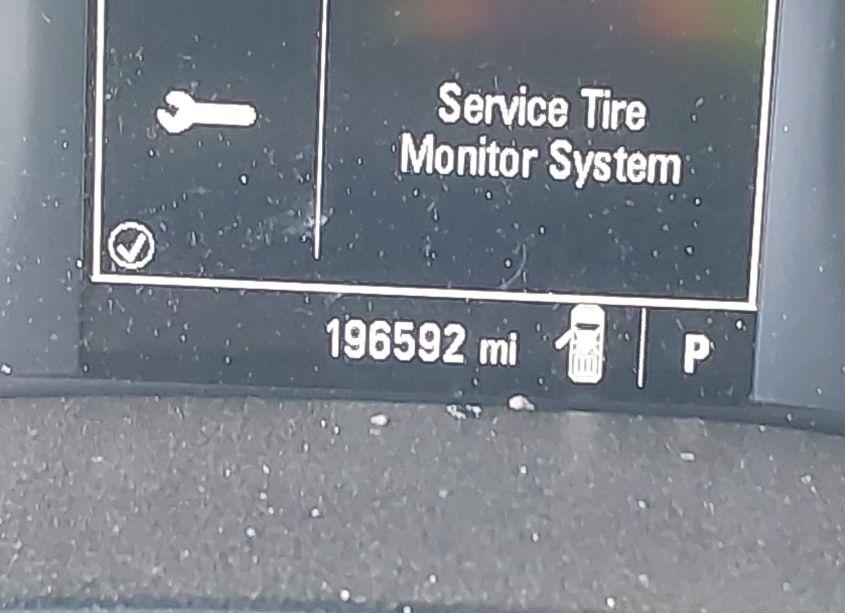 Service Tire
Monitor System
196592 mi
P